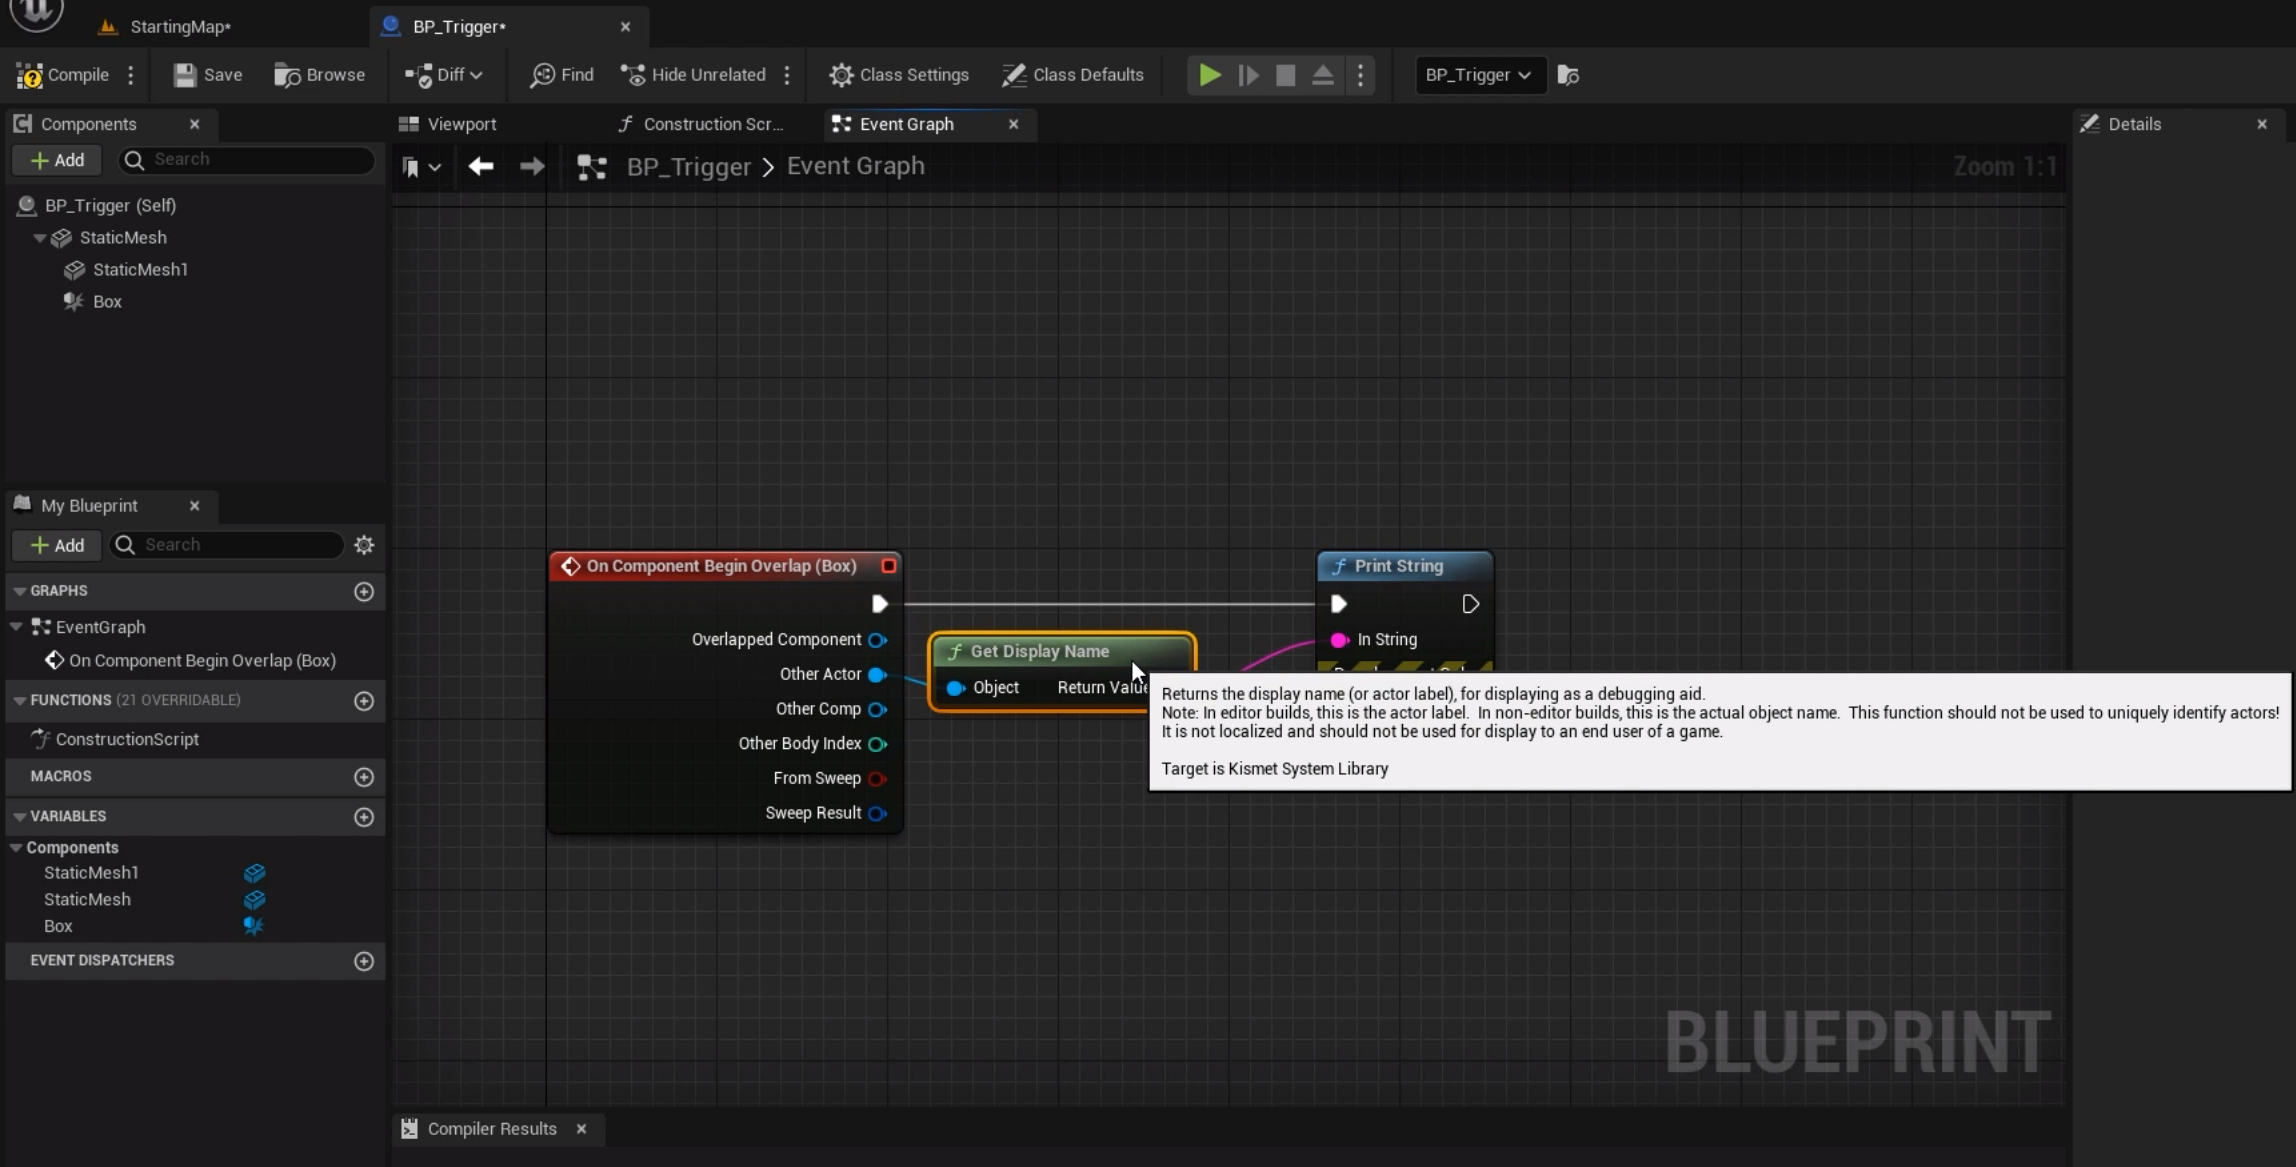 StartingMap*
BP_Trigger*
Compile
Save
Browse
Diff
Find
Hide Unrelated
Class Settings
Class Defaults
BP_Trigger
Components
Viewport
Construction Scr...
Event Graph
Details
Add
Search
BP_Trigger > Event Graph
Zoom 1:1
BP_Trigger (Self)
StaticMesh
StaticMesh1
Box
My Blueprint
Add
Search
GRAPHS
EventGraph
On Component Begin Overlap (Box)
FUNCTIONS (21 OVERRIDABLE)
ConstructionScript
MACROS
VARIABLES
Components
StaticMesh1
StaticMesh
Box
EVENT DISPATCHERS
On Component Begin Overlap (Box)
Overlapped Component
Other Actor
Other Comp
Other Body Index
From Sweep
Sweep Result
Get Display Name
Object
Return Value
Print String
In String
Returns the display name (or actor label), for displaying as a debugging aid.
Note: In editor builds, this is the actor label. In non-editor builds, this is the actual object name. This function should not be used to uniquely identify actors!
It is not localized and should not be used for display to an end user of a game.
Target is Kismet System Library
BLUEPRINT
Compiler Results